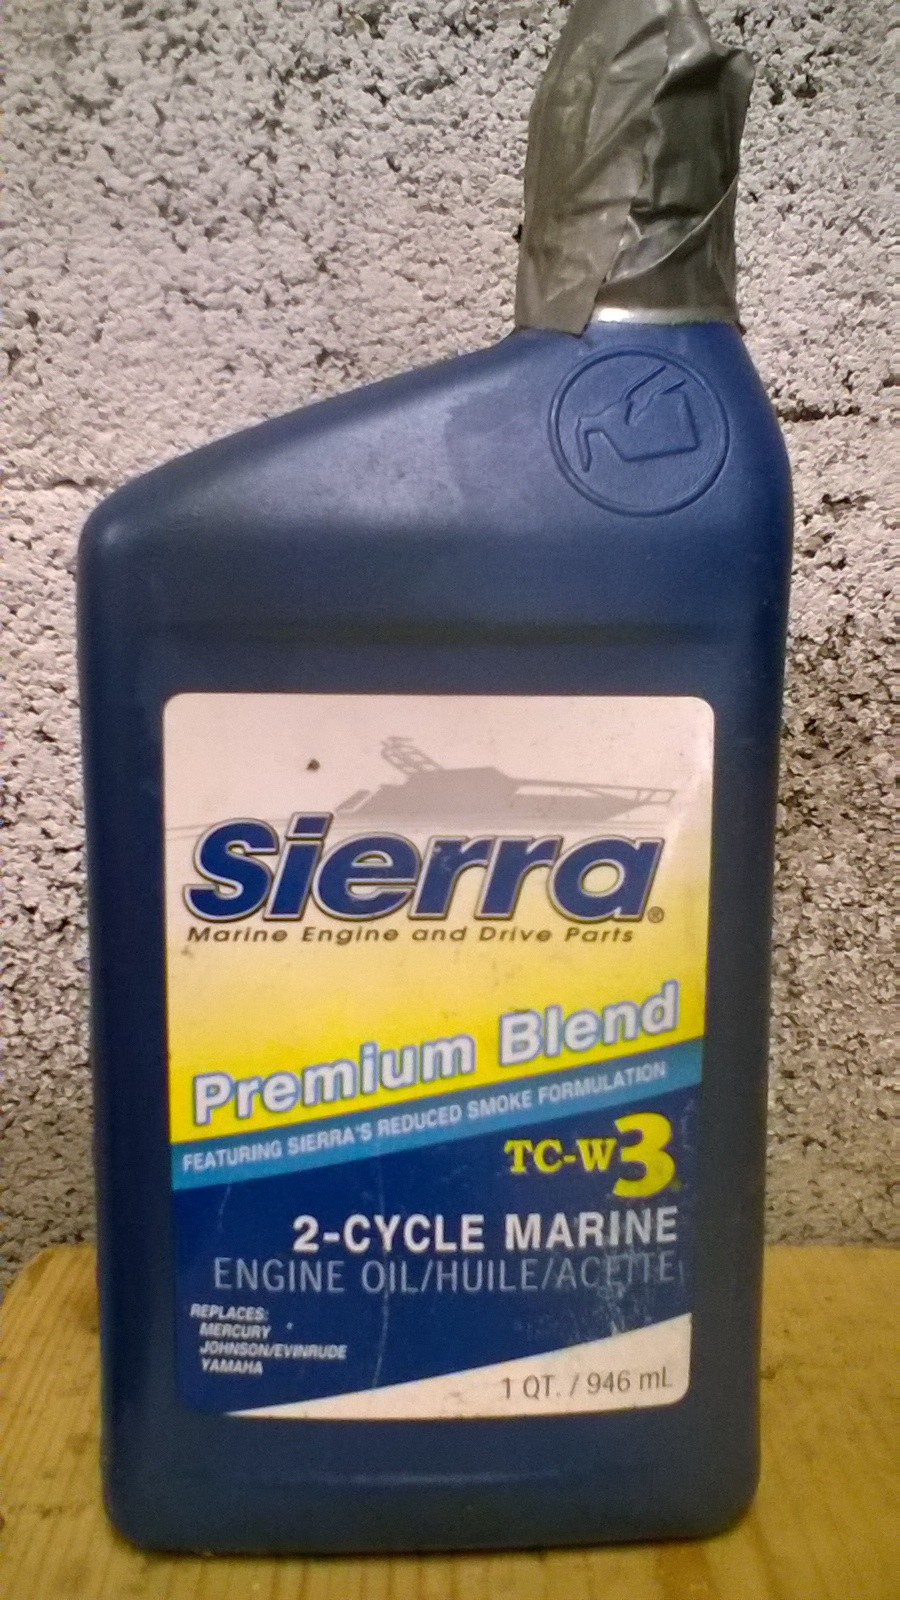 Sierra®
Marine Engine and Drive Parts
Premium Blend
FEATURING SIERRA'S REDUCED SMOKE FORMULATION
TC-W3
2-CYCLE MARINE
ENGINE OIL/HUILE/ACEITE
REPLACES:
MERCURY
JOHNSON/EVINRUDE
YAMAHA
1 QT. / 946 mL